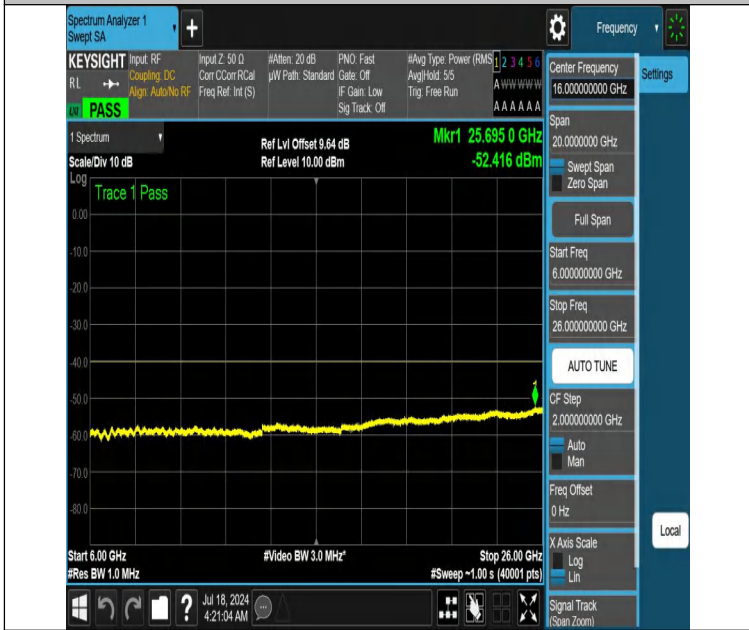 Spectrum Analyzer 1
Swept SA
Frequency
KEYSIGHT
RL
LXI
PASS
Input: RF
Coupling: DC
Align: Auto/No RF
Input Z: 50 Ω
Corr CCorr RCal
Freq Ref: Int (S)
#Atten: 20 dB
µW Path: Standard
PNO: Fast
Gate: Off
IF Gain: Low
Sig Track: Off
#Avg Type: Power (RMS
Avg|Hold: 5/5
Trig: Free Run
1 2 3 4 5 6
A W W W W W
A A A A A A
1 Spectrum
Scale/Div 10 dB
Ref Lvl Offset 9.64 dB
Ref Level 10.00 dBm
Mkr1 25.695 0 GHz
-52.416 dBm
Log
Trace 1 Pass
0.00
-10.0
-20.0
-30.0
-40.0
-50.0
-60.0
-70.0
-80.0
1
Start 6.00 GHz
#Res BW 1.0 MHz
#Video BW 3.0 MHz*
Stop 26.00 GHz
#Sweep ~1.00 s (40001 pts)
Center Frequency
16.000000000 GHz
Settings
Span
20.0000000 GHz
Swept Span
Zero Span
Full Span
Start Freq
6.000000000 GHz
Stop Freq
26.000000000 GHz
AUTO TUNE
CF Step
2.000000000 GHz
Auto
Man
Freq Offset
0 Hz
X Axis Scale
Log
Lin
Signal Track
(Span Zoom)
Local
?
Jul 18, 2024
4:21:04 AM